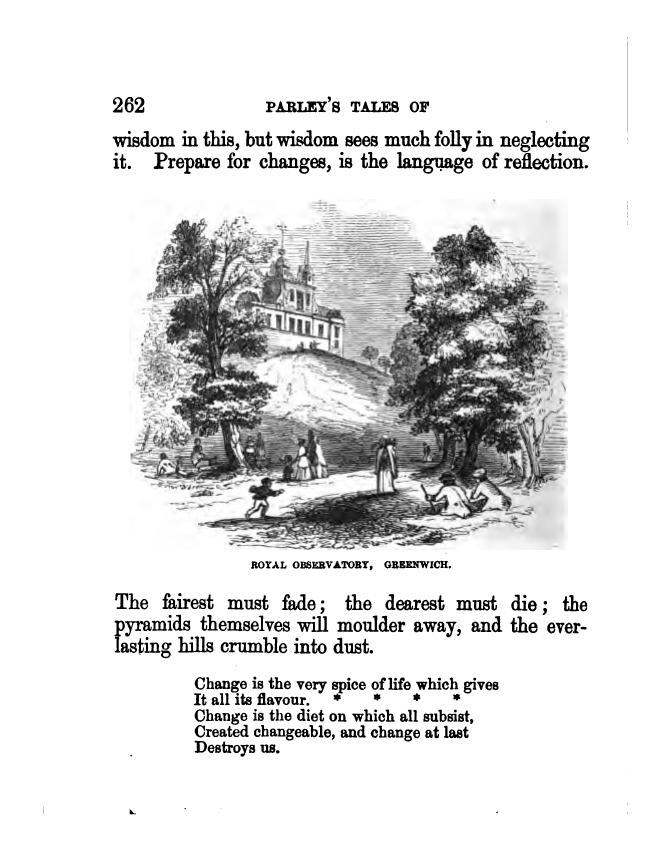 262 PARLEY'S TALES OF
wisdom in this, but wisdom sees much folly in neglecting
it. Prepare for changes, is the language of reflection.
ROYAL OBSERVATORY, GREENWICH.
The fairest must fade; the dearest must die; the
pyramids themselves will moulder away, and the ever-
lasting hills crumble into dust.
Change is the very spice of life which gives
It all its flavour. * * * *
Change is the diet on which all subsist,
Created changeable, and change at last
Destroys us.